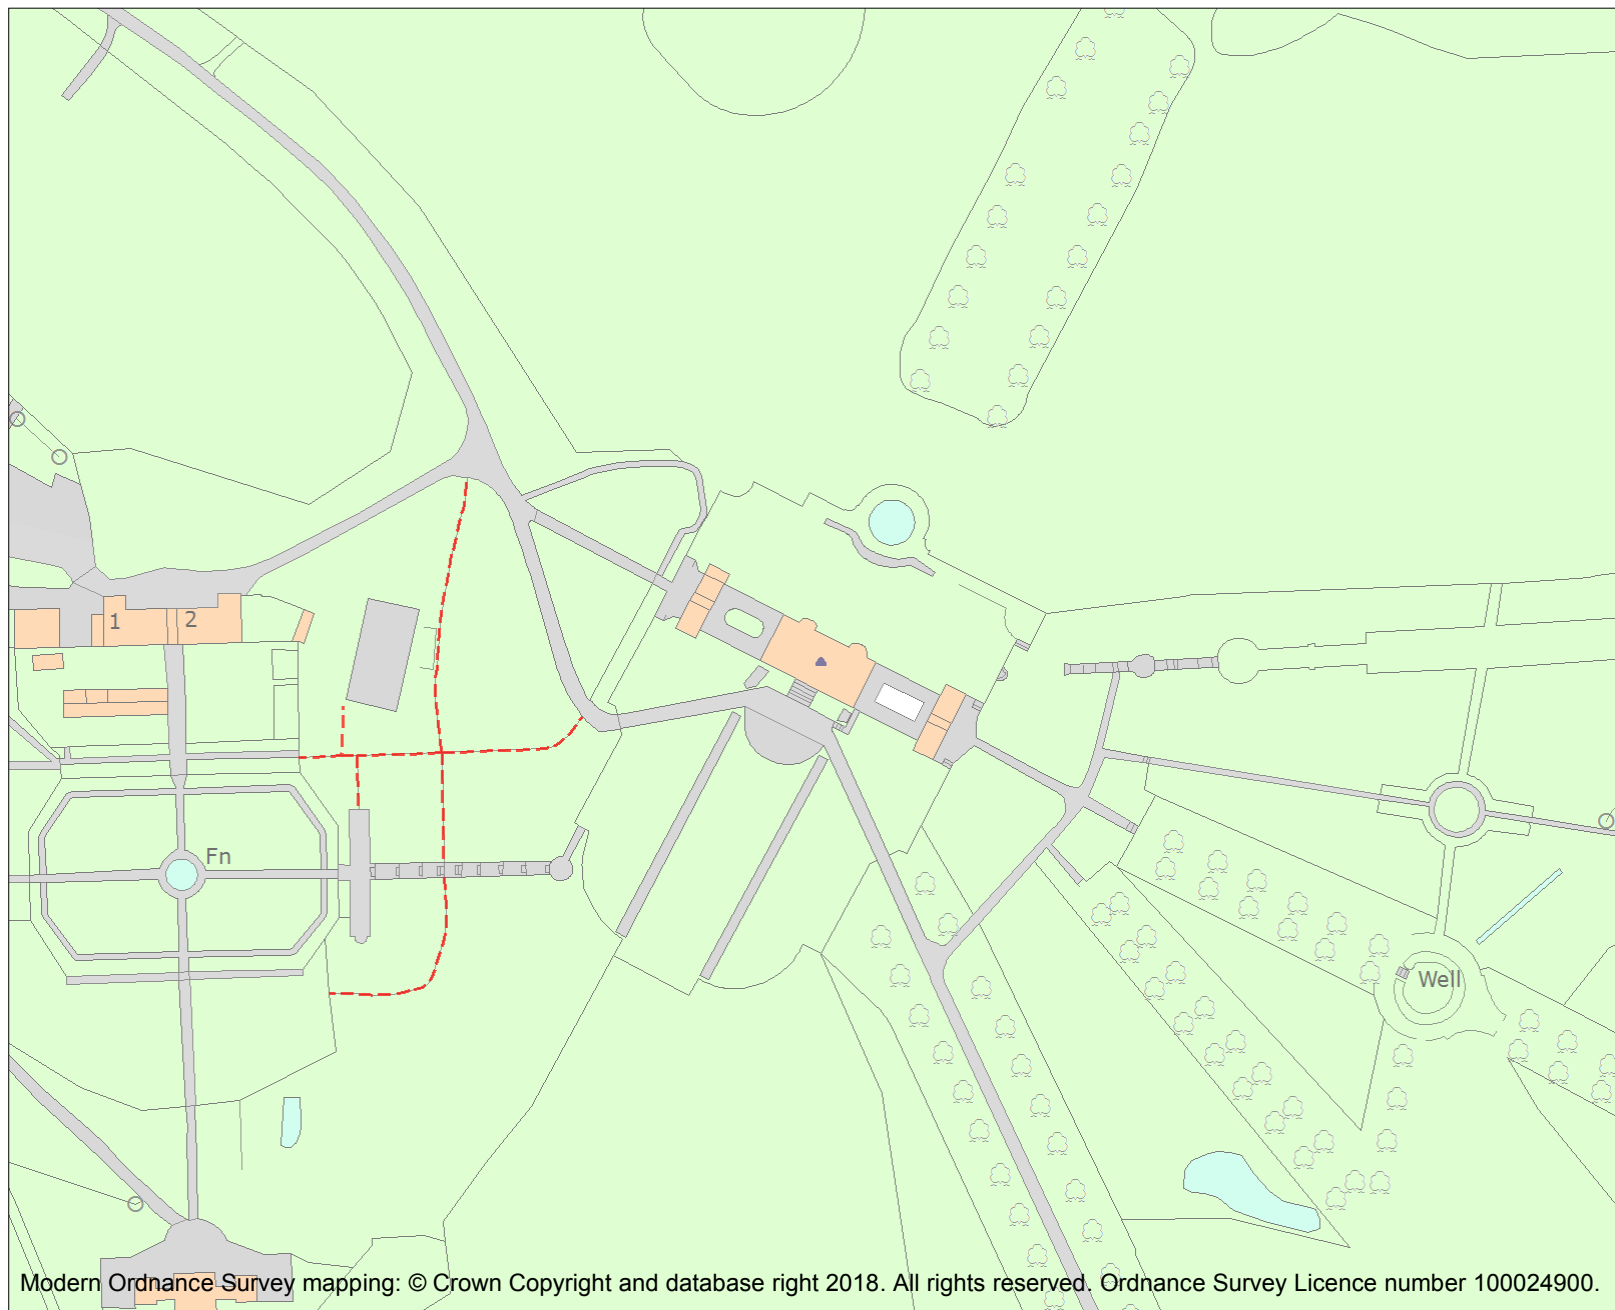 1
2
Fn
Well
Modern Ordnance Survey mapping: © Crown Copyright and database right 2018. All rights reserved. Ordnance Survey Licence number 100024900.